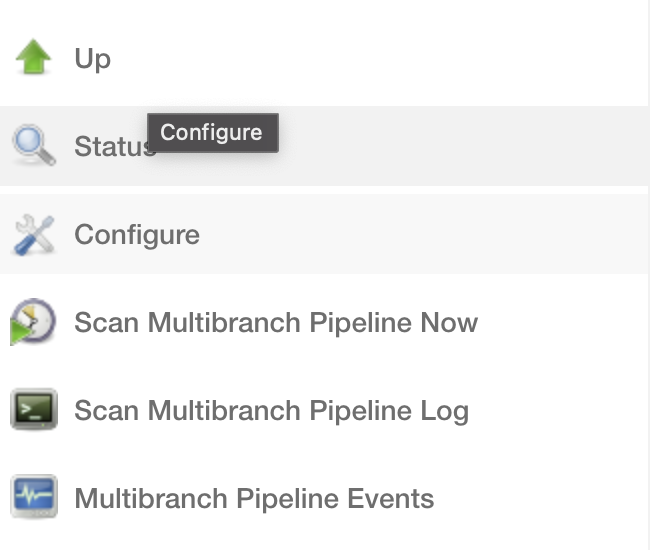 Up
Status
Configure
Configure
Scan Multibranch Pipeline Now
Scan Multibranch Pipeline Log
Multibranch Pipeline Events